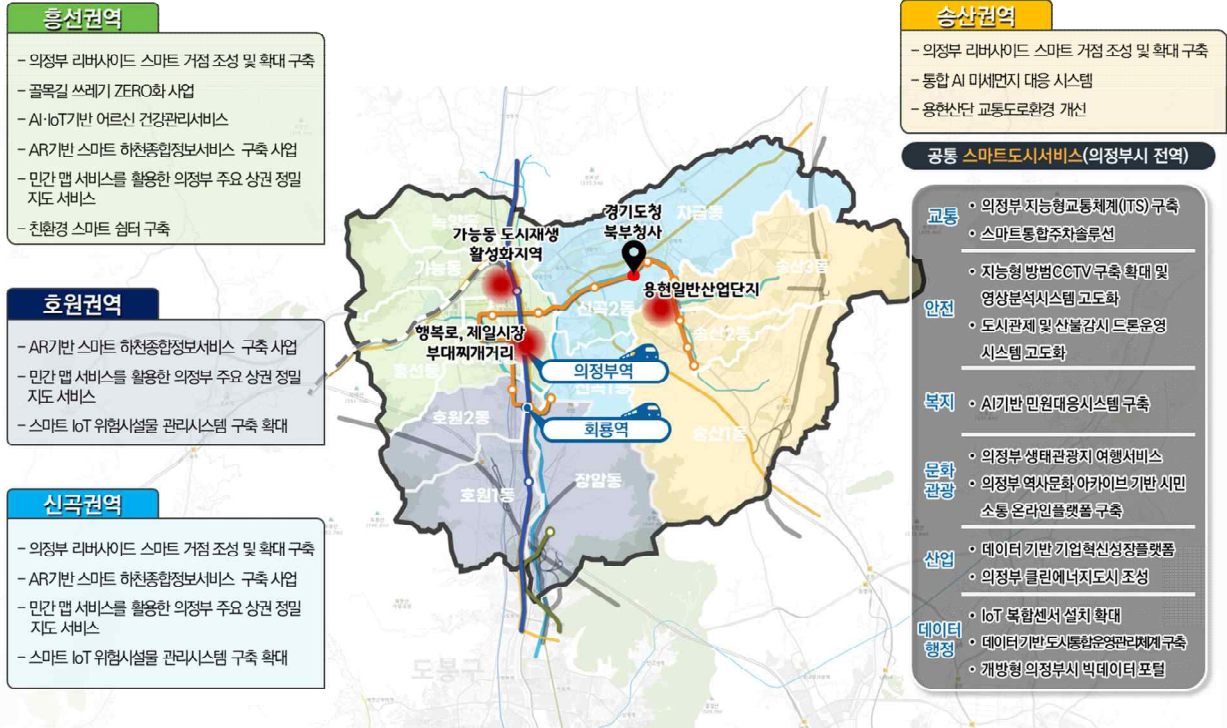 흥선권역
- 의정부 리버사이드 스마트 거점 조성 및 확대 구축
- 골목길 쓰레기 ZERO화 사업
- AI·IoT기반 어르신 건강관리서비스
- AR기반 스마트 하천종합정보서비스 구축 사업
- 민간 맵 서비스를 활용한 의정부 주요 상권 정밀
지도 서비스
- 친환경 스마트 쉼터 구축
호원권역
- AR기반 스마트 하천종합정보서비스 구축 사업
- 민간 맵 서비스를 활용한 의정부 주요 상권 정밀
지도 서비스
- 스마트 IoT 위험시설물 관리시스템 구축 확대
신곡권역
- 의정부 리버사이드 스마트 거점 조성 및 확대 구축
- AR기반 스마트 하천종합정보서비스 구축 사업
- 민간 맵 서비스를 활용한 의정부 주요 상권 정밀
지도 서비스
- 스마트 IoT 위험시설물 관리시스템 구축 확대
녹양동
가능동 도시재생
활성화지역
가능동
경기도청
북부청사
자금동
송산3동
용현일반산업단지
신곡2동
송산2동
행복로, 제일시장
부대찌개거리
흥선동
의정부역
신곡1동
회룡역
호원2동
송산1동
호원1동
장암동
도봉구
송산권역
- 의정부 리버사이드 스마트 거점 조성 및 확대 구축
- 통합 AI 미세먼지 대응 시스템
- 용현산단 교통도로환경 개선
공통 스마트도시서비스(의정부시 전역)
교통
• 의정부 지능형교통체계(ITS) 구축
• 스마트통합주차솔루션
안전
• 지능형 방범CCTV 구축 확대 및
영상분석시스템 고도화
• 도시관제 및 산불감시 드론운영
시스템 고도화
복지
• AI기반 민원대응시스템 구축
문화
관광
• 의정부 생태관광지 여행서비스
• 의정부 역사문화 아카이브 기반 시민
소통 온라인플랫폼 구축
산업
• 데이터 기반 기업혁신성장플랫폼
• 의정부 클린에너지도시 조성
데이터
행정
• IoT 복합센서 설치 확대
• 데이터 기반 도시통합운영관리체계 구축
• 개방형 의정부시 빅데이터 포털